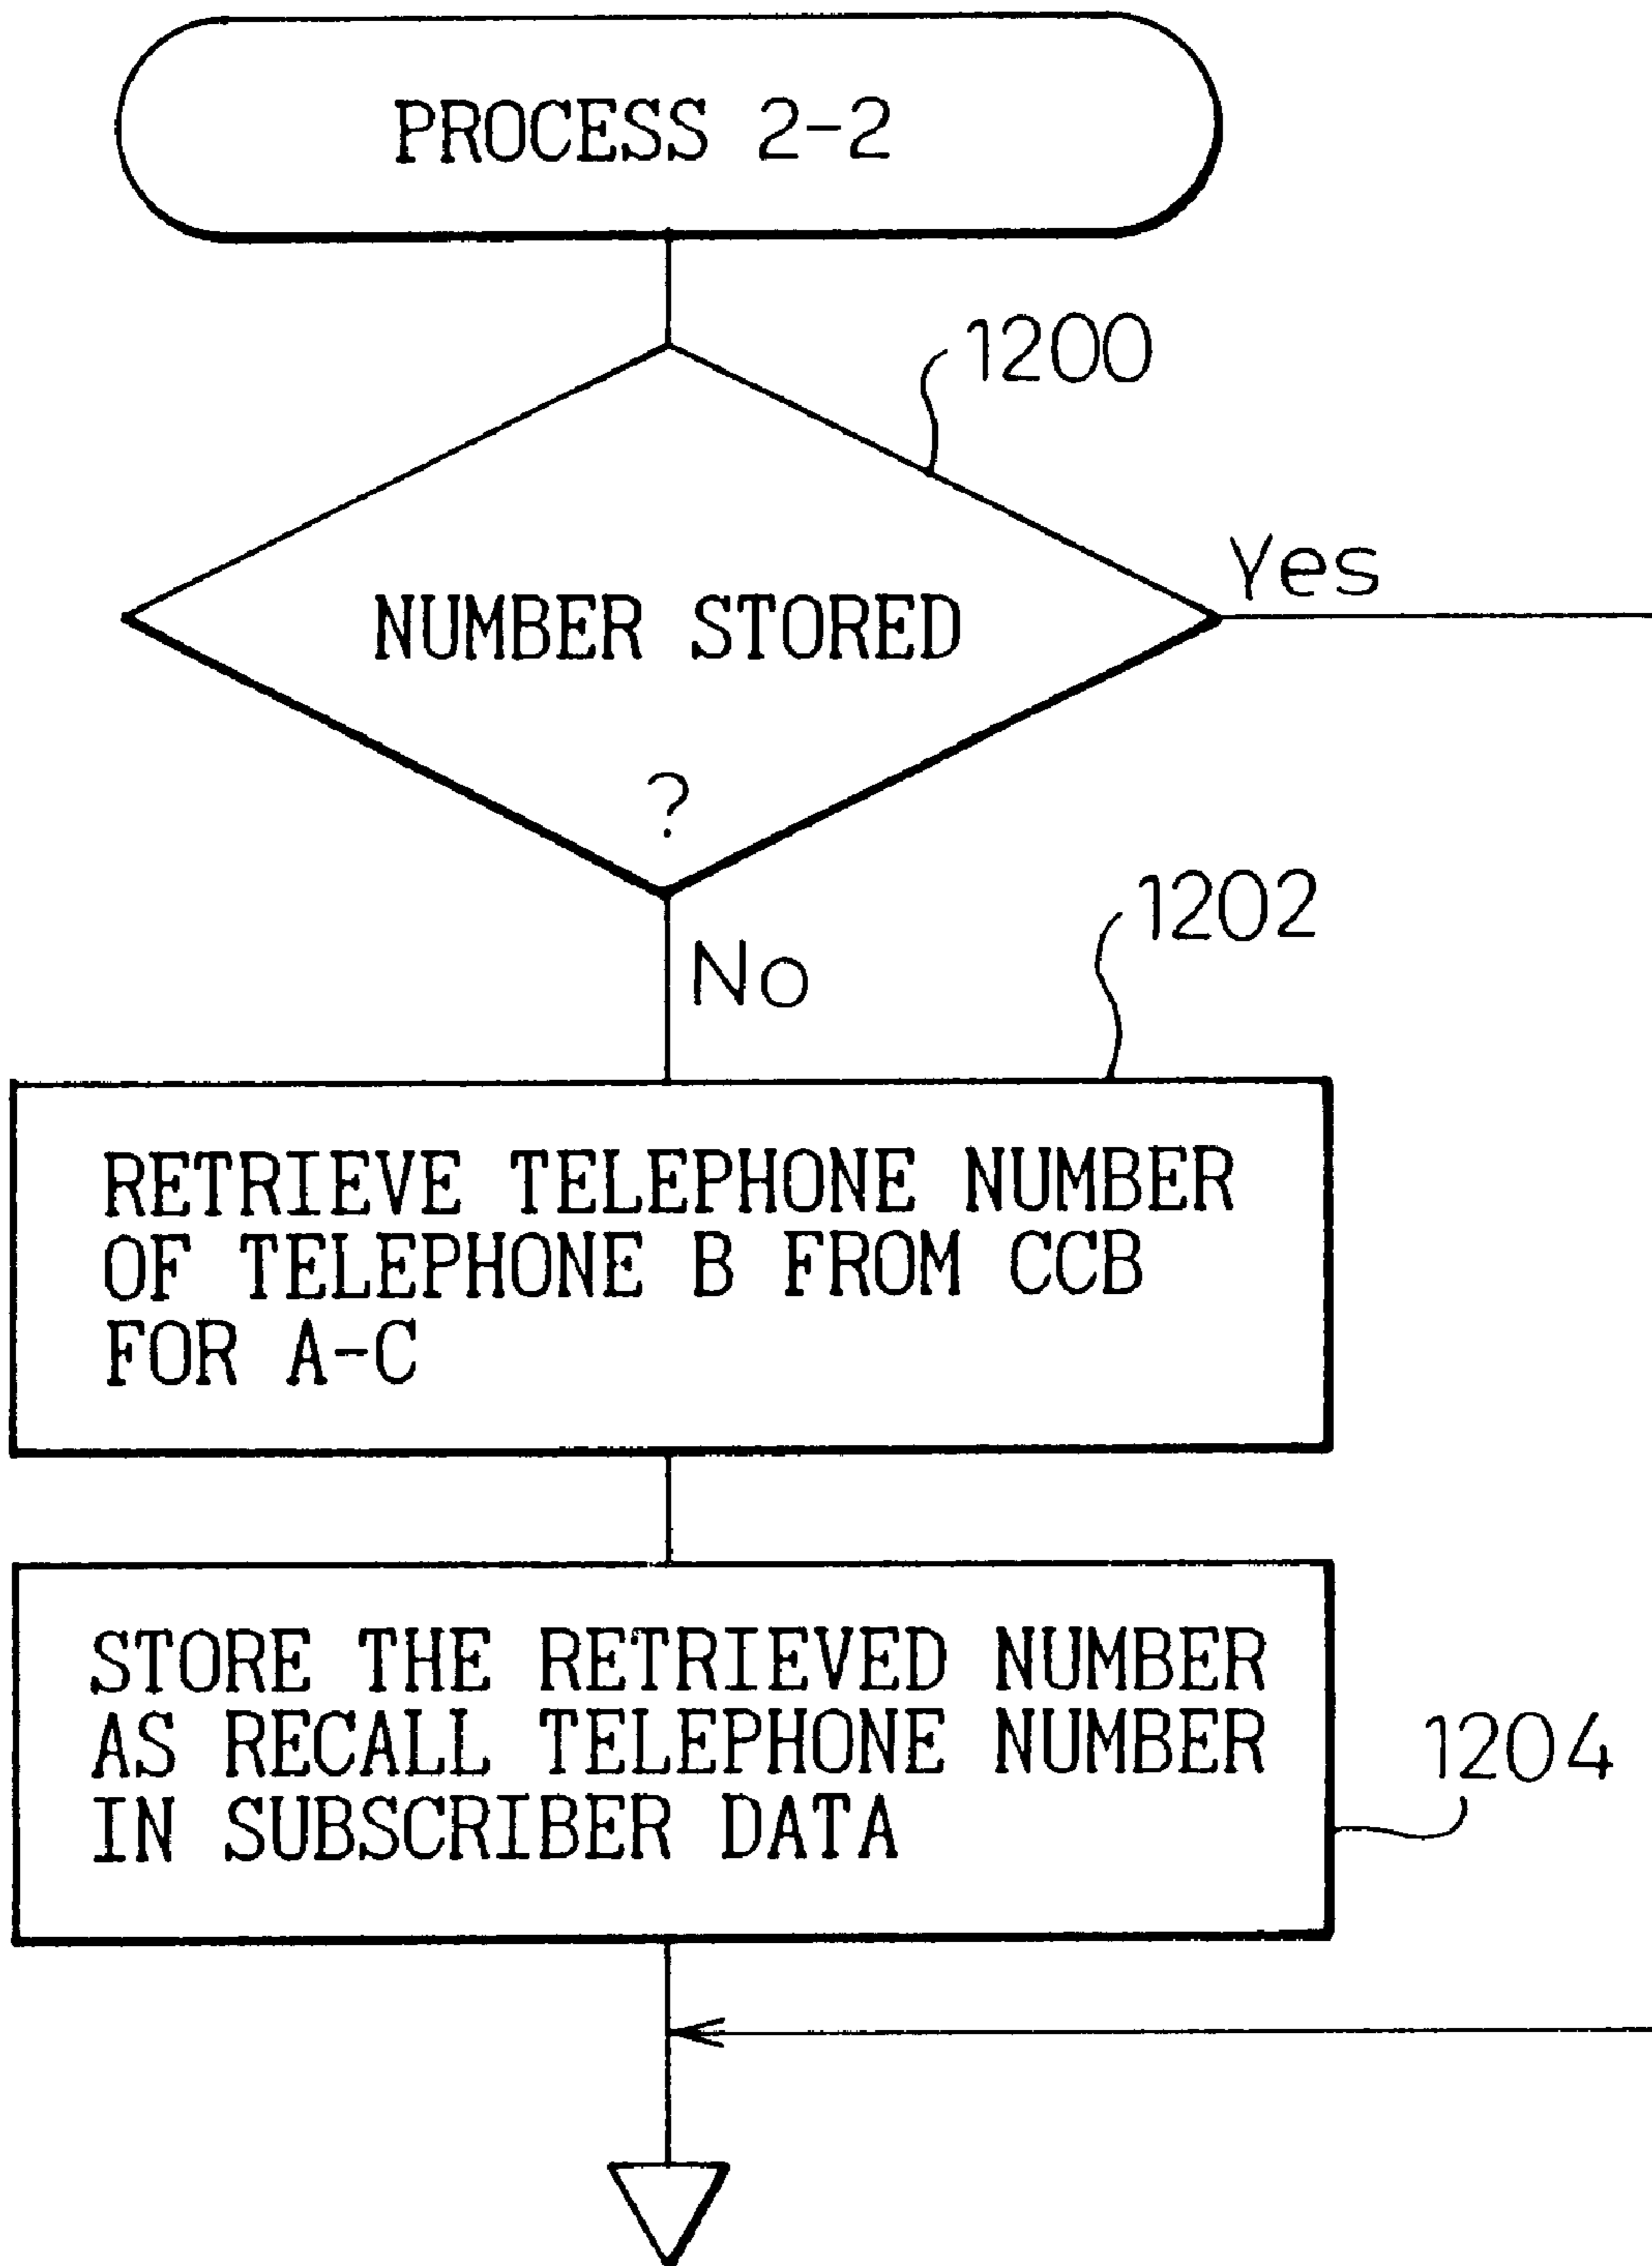 PROCESS 2-2
1200
Yes
NUMBER STORED
?
1202
No
RETRIEVE TELEPHONE NUMBER
OF TELEPHONE B FROM CCB
FOR A-C
STORE THE RETRIEVED NUMBER
AS RECALL TELEPHONE NUMBER
IN SUBSCRIBER DATA
1204